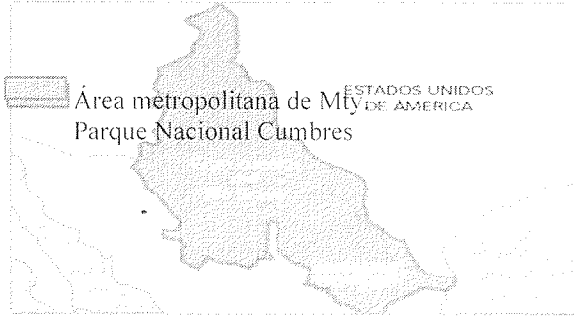 Área metropolitana de Mty
Parque Nacional Cumbres
ESTADOS UNIDOS
DE AMERICA